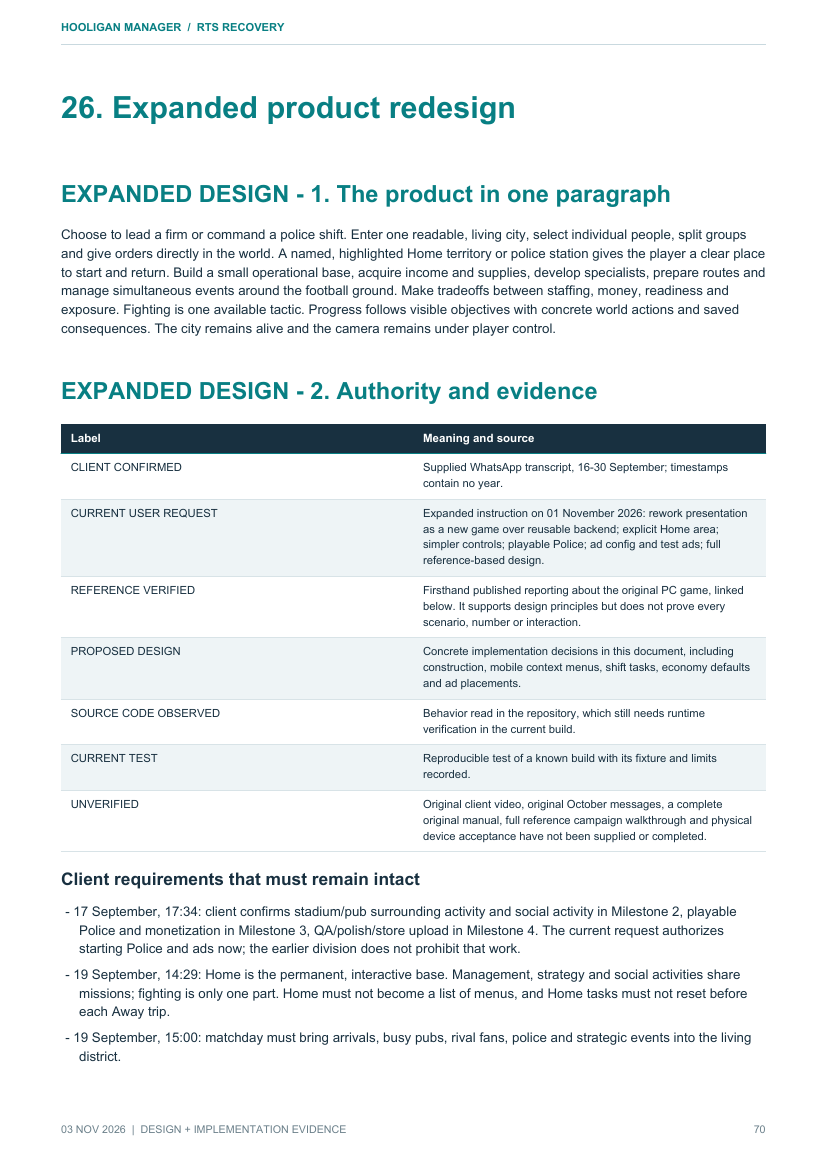 HOOLIGAN MANAGER / RTS RECOVERY
26. Expanded product redesign
EXPANDED DESIGN - 1. The product in one paragraph
Choose to lead a firm or command a police shift. Enter one readable, living city, select individual people, split groups
and give orders directly in the world. A named, highlighted Home territory or police station gives the player a clear place
to start and return. Build a small operational base, acquire income and supplies, develop specialists, prepare routes and
manage simultaneous events around the football ground. Make tradeoffs between staffing, money, readiness and
exposure. Fighting is one available tactic. Progress follows visible objectives with concrete world actions and saved
consequences. The city remains alive and the camera remains under player control.
EXPANDED DESIGN - 2. Authority and evidence
Label
Meaning and source
CLIENT CONFIRMED
Supplied WhatsApp transcript, 16-30 September; timestamps
contain no year.
CURRENT USER REQUEST
Expanded instruction on 01 November 2026: rework presentation
as a new game over reusable backend; explicit Home area;
simpler controls; playable Police; ad config and test ads; full
reference-based design.
REFERENCE VERIFIED
Firsthand published reporting about the original PC game, linked
below. It supports design principles but does not prove every
scenario, number or interaction.
PROPOSED DESIGN
Concrete implementation decisions in this document, including
construction, mobile context menus, shift tasks, economy defaults
and ad placements.
SOURCE CODE OBSERVED
Behavior read in the repository, which still needs runtime
verification in the current build.
CURRENT TEST
Reproducible test of a known build with its fixture and limits
recorded.
UNVERIFIED
Original client video, original October messages, a complete
original manual, full reference campaign walkthrough and physical
device acceptance have not been supplied or completed.
Client requirements that must remain intact
- 17 September, 17:34: client confirms stadium/pub surrounding activity and social activity in Milestone 2, playable
Police and monetization in Milestone 3, QA/polish/store upload in Milestone 4. The current request authorizes
starting Police and ads now; the earlier division does not prohibit that work.
- 19 September, 14:29: Home is the permanent, interactive base. Management, strategy and social activities share
missions; fighting is only one part. Home must not become a list of menus, and Home tasks must not reset before
each Away trip.
- 19 September, 15:00: matchday must bring arrivals, busy pubs, rival fans, police and strategic events into the living
district.
03 NOV 2026 | DESIGN + IMPLEMENTATION EVIDENCE
70